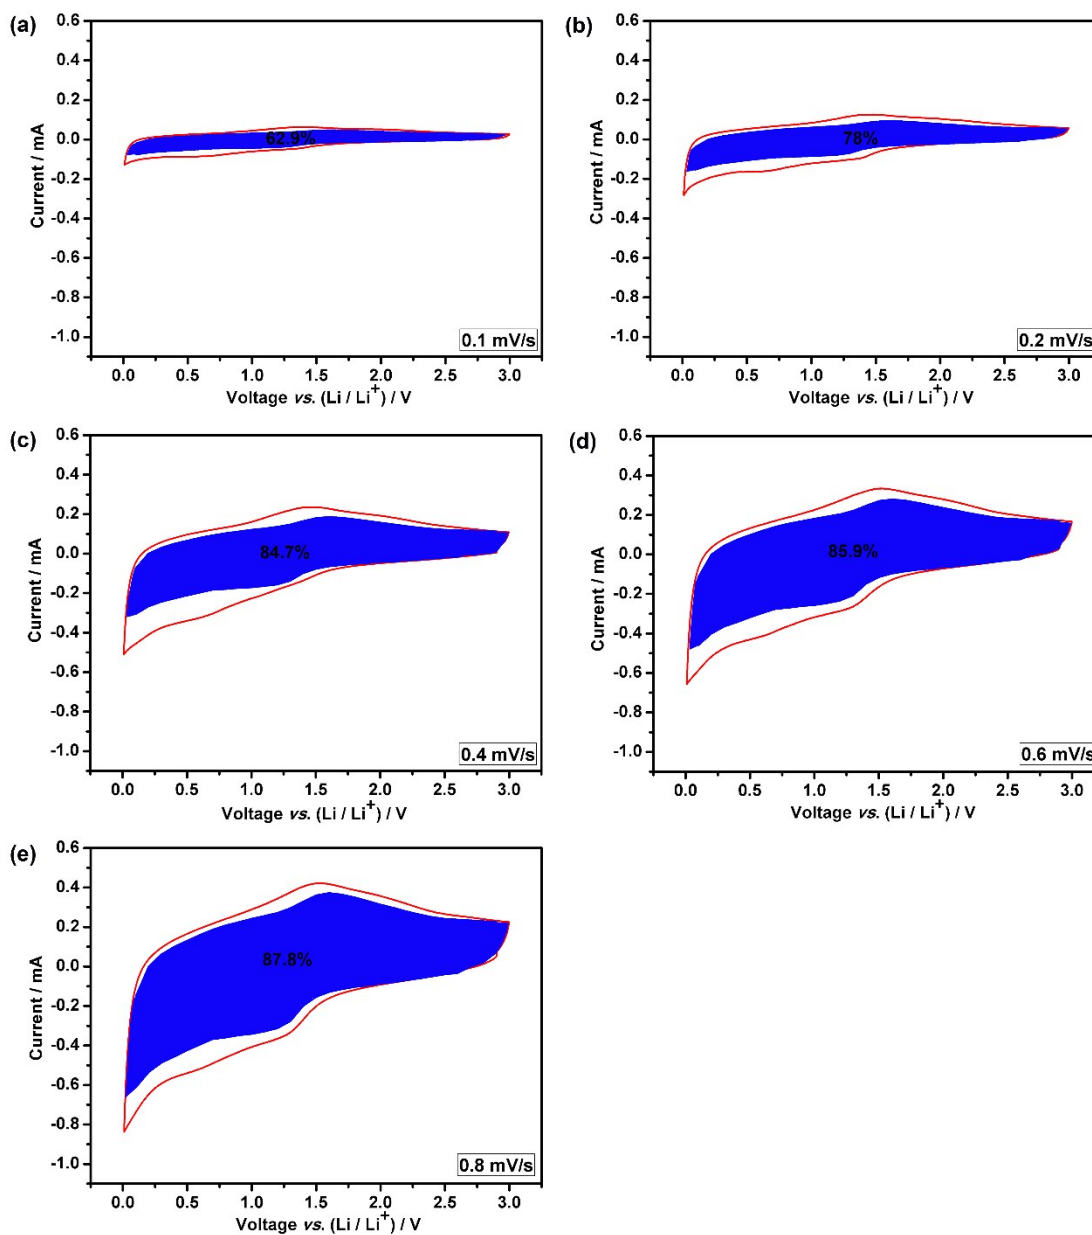 (a)
0.6
0.4
0.2
0.0
-0.2
-0.4
-0.6
-0.8
-1.0
Current / mA
62.9%
0.1 mV/s
0.0 0.5 1.0 1.5 2.0 2.5 3.0
Voltage vs. (Li / Li⁺) / V
(b)
0.6
0.4
0.2
0.0
-0.2
-0.4
-0.6
-0.8
-1.0
Current / mA
78%
0.2 mV/s
0.0 0.5 1.0 1.5 2.0 2.5 3.0
Voltage vs. (Li / Li⁺) / V
(c)
0.6
0.4
0.2
0.0
-0.2
-0.4
-0.6
-0.8
-1.0
Current / mA
84.7%
0.4 mV/s
0.0 0.5 1.0 1.5 2.0 2.5 3.0
Voltage vs. (Li / Li⁺) / V
(d)
0.6
0.4
0.2
0.0
-0.2
-0.4
-0.6
-0.8
-1.0
Current / mA
85.9%
0.6 mV/s
0.0 0.5 1.0 1.5 2.0 2.5 3.0
Voltage vs. (Li / Li⁺) / V
(e)
0.6
0.4
0.2
0.0
-0.2
-0.4
-0.6
-0.8
-1.0
Current / mA
87.8%
0.8 mV/s
0.0 0.5 1.0 1.5 2.0 2.5 3.0
Voltage vs. (Li / Li⁺) / V